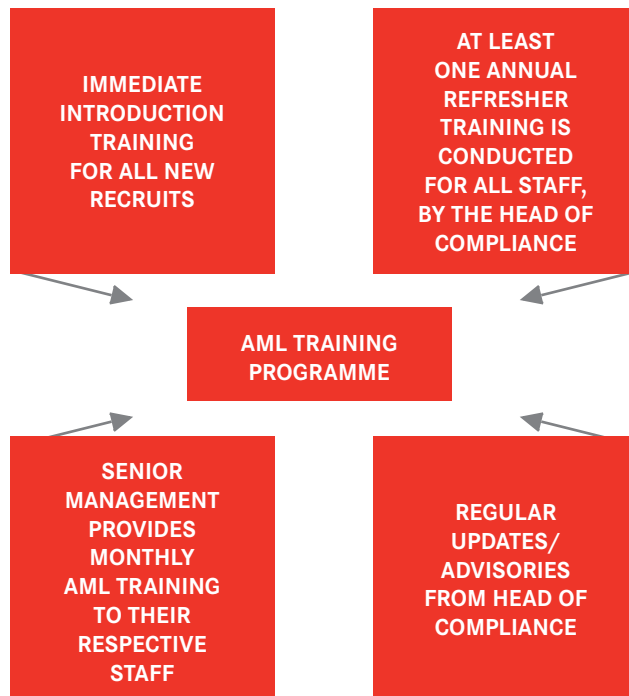 IMMEDIATE
INTRODUCTION
TRAINING
FOR ALL NEW
RECRUITS
AT LEAST
ONE ANNUAL
REFRESHER
TRAINING IS
CONDUCTED
FOR ALL STAFF,
BY THE HEAD OF
COMPLIANCE
AML TRAINING
PROGRAMME
SENIOR
MANAGEMENT
PROVIDES
MONTHLY
AML TRAINING
TO THEIR
RESPECTIVE
STAFF
REGULAR
UPDATES/
ADVISORIES
FROM HEAD OF
COMPLIANCE